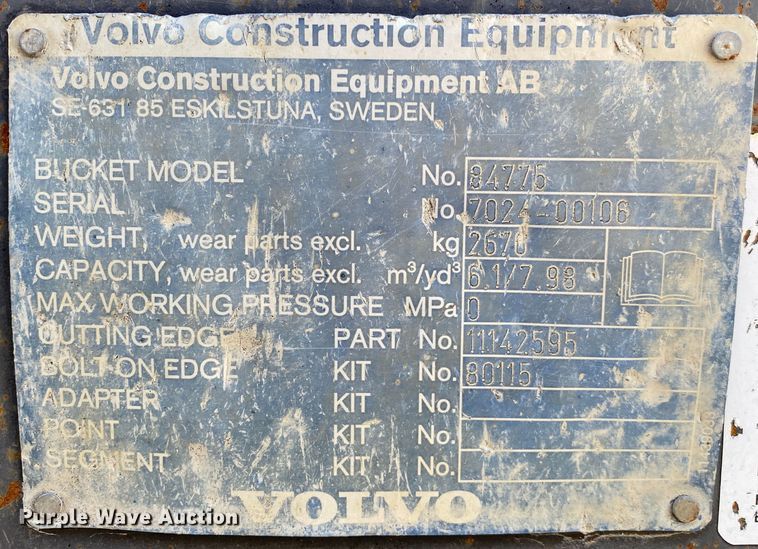 Volvo Construction Equipment
Volvo Construction Equipment AB
SE-631 85 ESKILSTUNA, SWEDEN
BUCKET MODEL No. 84775
SERIAL No. 7024-00106
WEIGHT, wear parts excl. kg 2670
CAPACITY, wear parts excl. m³/yd³ 6.1/7.98
MAX WORKING PRESSURE MPa 0
CUTTING EDGE PART No. 11142595
BOLT ON EDGE KIT No. 80115
ADAPTER KIT No.
POINT KIT No.
SEGMENT KIT No.
VOLVO
Purple Wave Auction